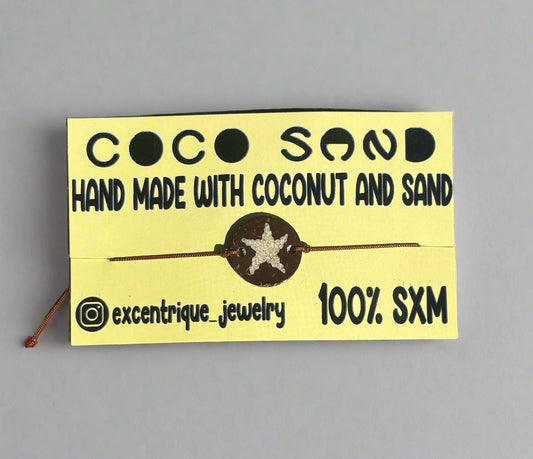 COCO SAND
HAND MADE WITH COCONUT AND SAND
excentrique_jewelry
100% SXM